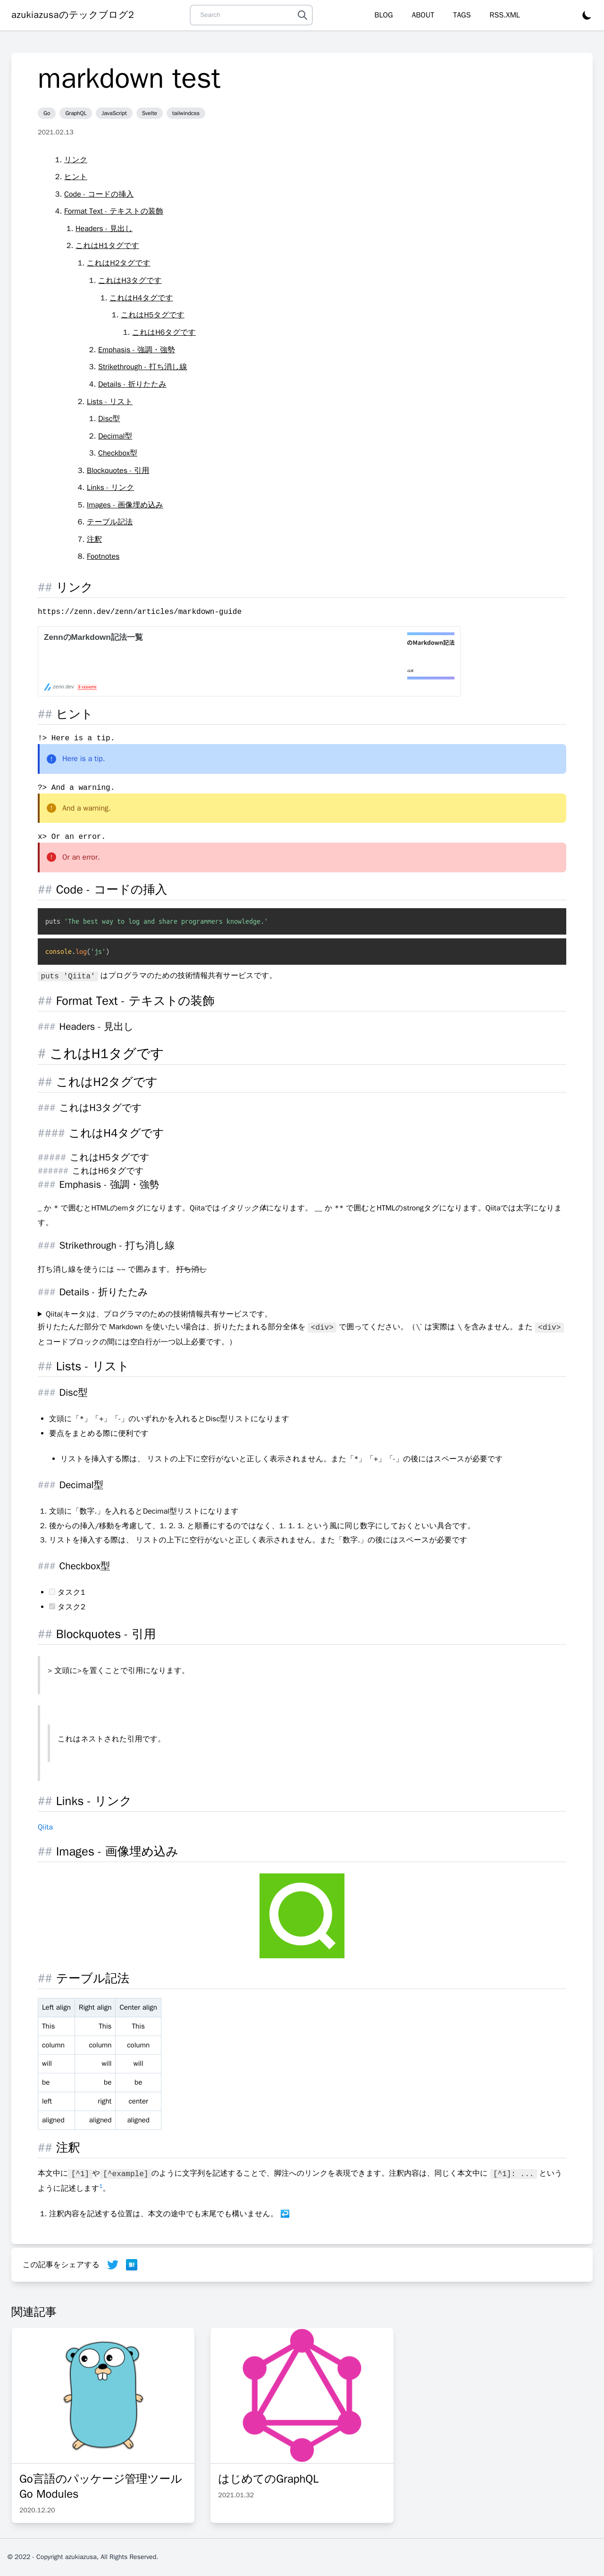 azukiazusaのテックブログ2
Search
BLOG ABOUT TAGS RSS.XML
markdown test
Go GraphQL JavaScript Svelte tailwindcss
2021.02.13
1. リンク
2. ヒント
3. Code - コードの挿入
4. Format Text - テキストの装飾
1. Headers - 見出し
2. これはH1タグです
1. これはH2タグです
1. これはH3タグです
1. これはH4タグです
1. これはH5タグです
1. これはH6タグです
2. Emphasis - 強調・強勢
3. Strikethrough - 打ち消し線
4. Details - 折りたたみ
2. Lists - リスト
1. Disc型
2. Decimal型
3. Checkbox型
3. Blockquotes - 引用
4. Links - リンク
5. Images - 画像埋め込み
6. テーブル記法
7. 注釈
8. Footnotes
## リンク
https://zenn.dev/zenn/articles/markdown-guide
ZennのMarkdown記法一覧
のMarkdown記法
zenn.dev
## ヒント
!> Here is a tip.
Here is a tip.
?> And a warning.
And a warning.
x> Or an error.
Or an error.
## Code - コードの挿入
puts 'The best way to log and share programmers knowledge.'
console.log('js')
puts 'Qiita' はプログラマのための技術情報共有サービスです。
## Format Text - テキストの装飾
### Headers - 見出し
# これはH1タグです
## これはH2タグです
### これはH3タグです
#### これはH4タグです
##### これはH5タグです
###### これはH6タグです
### Emphasis - 強調・強勢
_ か * で囲むとHTMLのemタグになります。Qiitaではイタリック体になります。 __ か ** で囲むとHTMLのstrongタグになります。Qiitaでは太字になりま
す。
### Strikethrough - 打ち消し線
打ち消し線を使うには ~~ で囲みます。 打ち消し
### Details - 折りたたみ
▶ Qiita(キータ)は、プログラマのための技術情報共有サービスです。
折りたたんだ部分で Markdown を使いたい場合は、折りたたまれる部分全体を <div> で囲ってください。（\` は実際は \ を含みません。また <div>
とコードブロックの間には空白行が一つ以上必要です。）
## Lists - リスト
### Disc型
• 文頭に「*」「+」「-」のいずれかを入れるとDisc型リストになります
• 要点をまとめる際に便利です
• リストを挿入する際は、 リストの上下に空行がないと正しく表示されません。また「*」「+」「-」の後にはスペースが必要です
### Decimal型
1. 文頭に「数字.」を入れるとDecimal型リストになります
2. 後からの挿入/移動を考慮して、1. 2. 3. と順番にするのではなく、1. 1. 1. という風に同じ数字にしておくといい具合です。
3. リストを挿入する際は、 リストの上下に空行がないと正しく表示されません。また「数字.」の後にはスペースが必要です
### Checkbox型
• タスク1
• タスク2
## Blockquotes - 引用
> 文頭に>を置くことで引用になります。
これはネストされた引用です。
## Links - リンク
Qiita
## Images - 画像埋め込み
## テーブル記法
Left align Right align Center align
This This This
column column column
will will will
be be be
left right center
aligned aligned aligned
## 注釈
本文中に [^1] や [^example] のように文字列を記述することで、脚注へのリンクを表現できます。注釈内容は、同じく本文中に [^1]: ... という
ように記述します1。
1. 注釈内容を記述する位置は、本文の途中でも末尾でも構いません。 ↩
この記事をシェアする B!
関連記事
Go言語のパッケージ管理ツール
Go Modules
2020.12.20
はじめてのGraphQL
2021.01.32
© 2022 - Copyright azukiazusa, All Rights Reserved.